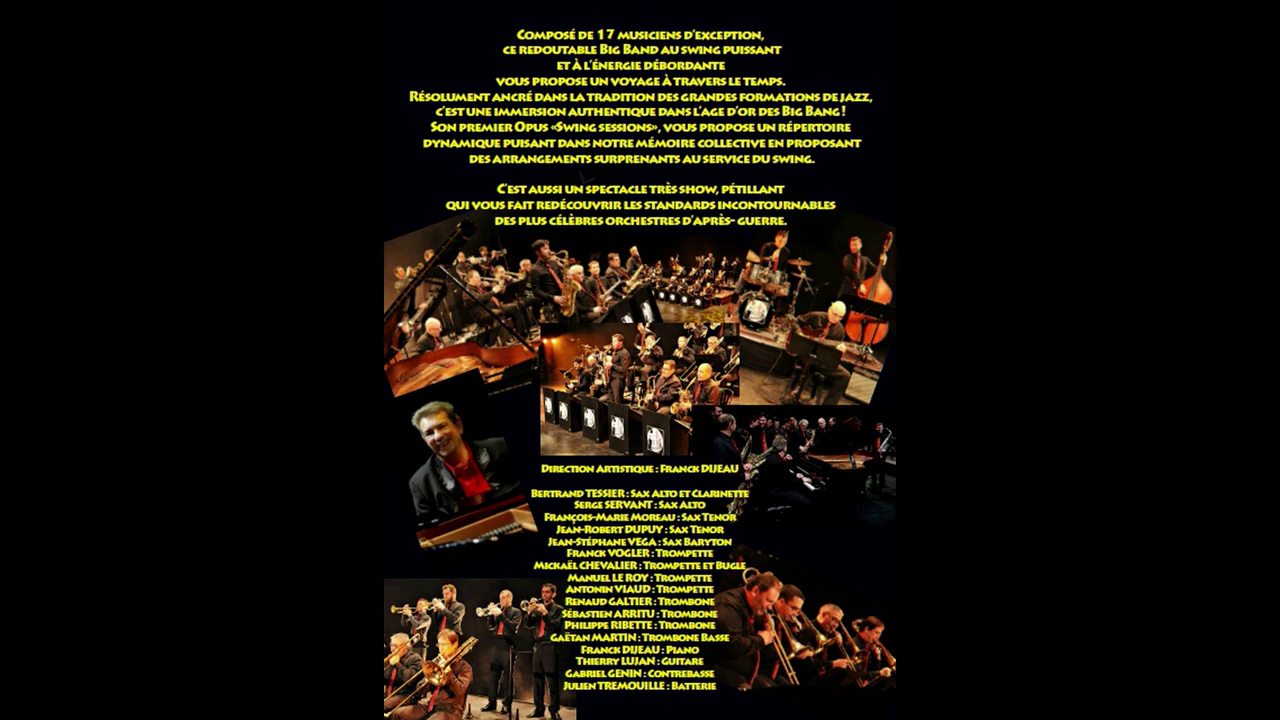 Composé de 17 musiciens d'exception,
ce redoutable Big Band au swing puissant
et à l'énergie débordante
vous propose un voyage à travers le temps.
Résolument ancré dans la tradition des grandes formations de jazz,
c'est une immersion authentique dans l'age d'or des Big Bang !
Son premier Opus «Swing sessions», vous propose un répertoire
dynamique puisant dans notre mémoire collective en proposant
des arrangements surprenants au service du swing.
C'est aussi un spectacle très show, pétillant
qui vous fait redécouvrir les standards incontournables
des plus célèbres orchestres d'après- guerre.
Direction Artistique : Franck DIJEAU
Bertrand TESSIER : Sax Alto et Clarinette
Serge SERVANT : Sax Alto
François-Marie Moreau : Sax Tenor
Jean-Robert DUPUY : Sax Tenor
Jean-Stéphane VEGA : Sax Baryton
Franck VOGLER : Trompette
Mickaël CHEVALIER : Trompette et Bugle
Manuel LE ROY : Trompette
Antonin VIAUD : Trompette
Renaud GALTIER : Trombone
Sébastien ARRITU : Trombone
Philippe RIBETTE : Trombone
Gaëtan MARTIN : Trombone Basse
Franck DIJEAU : Piano
Thierry LUJAN : Guitare
Gabriel GENIN : Contrebasse
Julien TREMOUILLE : Batterie